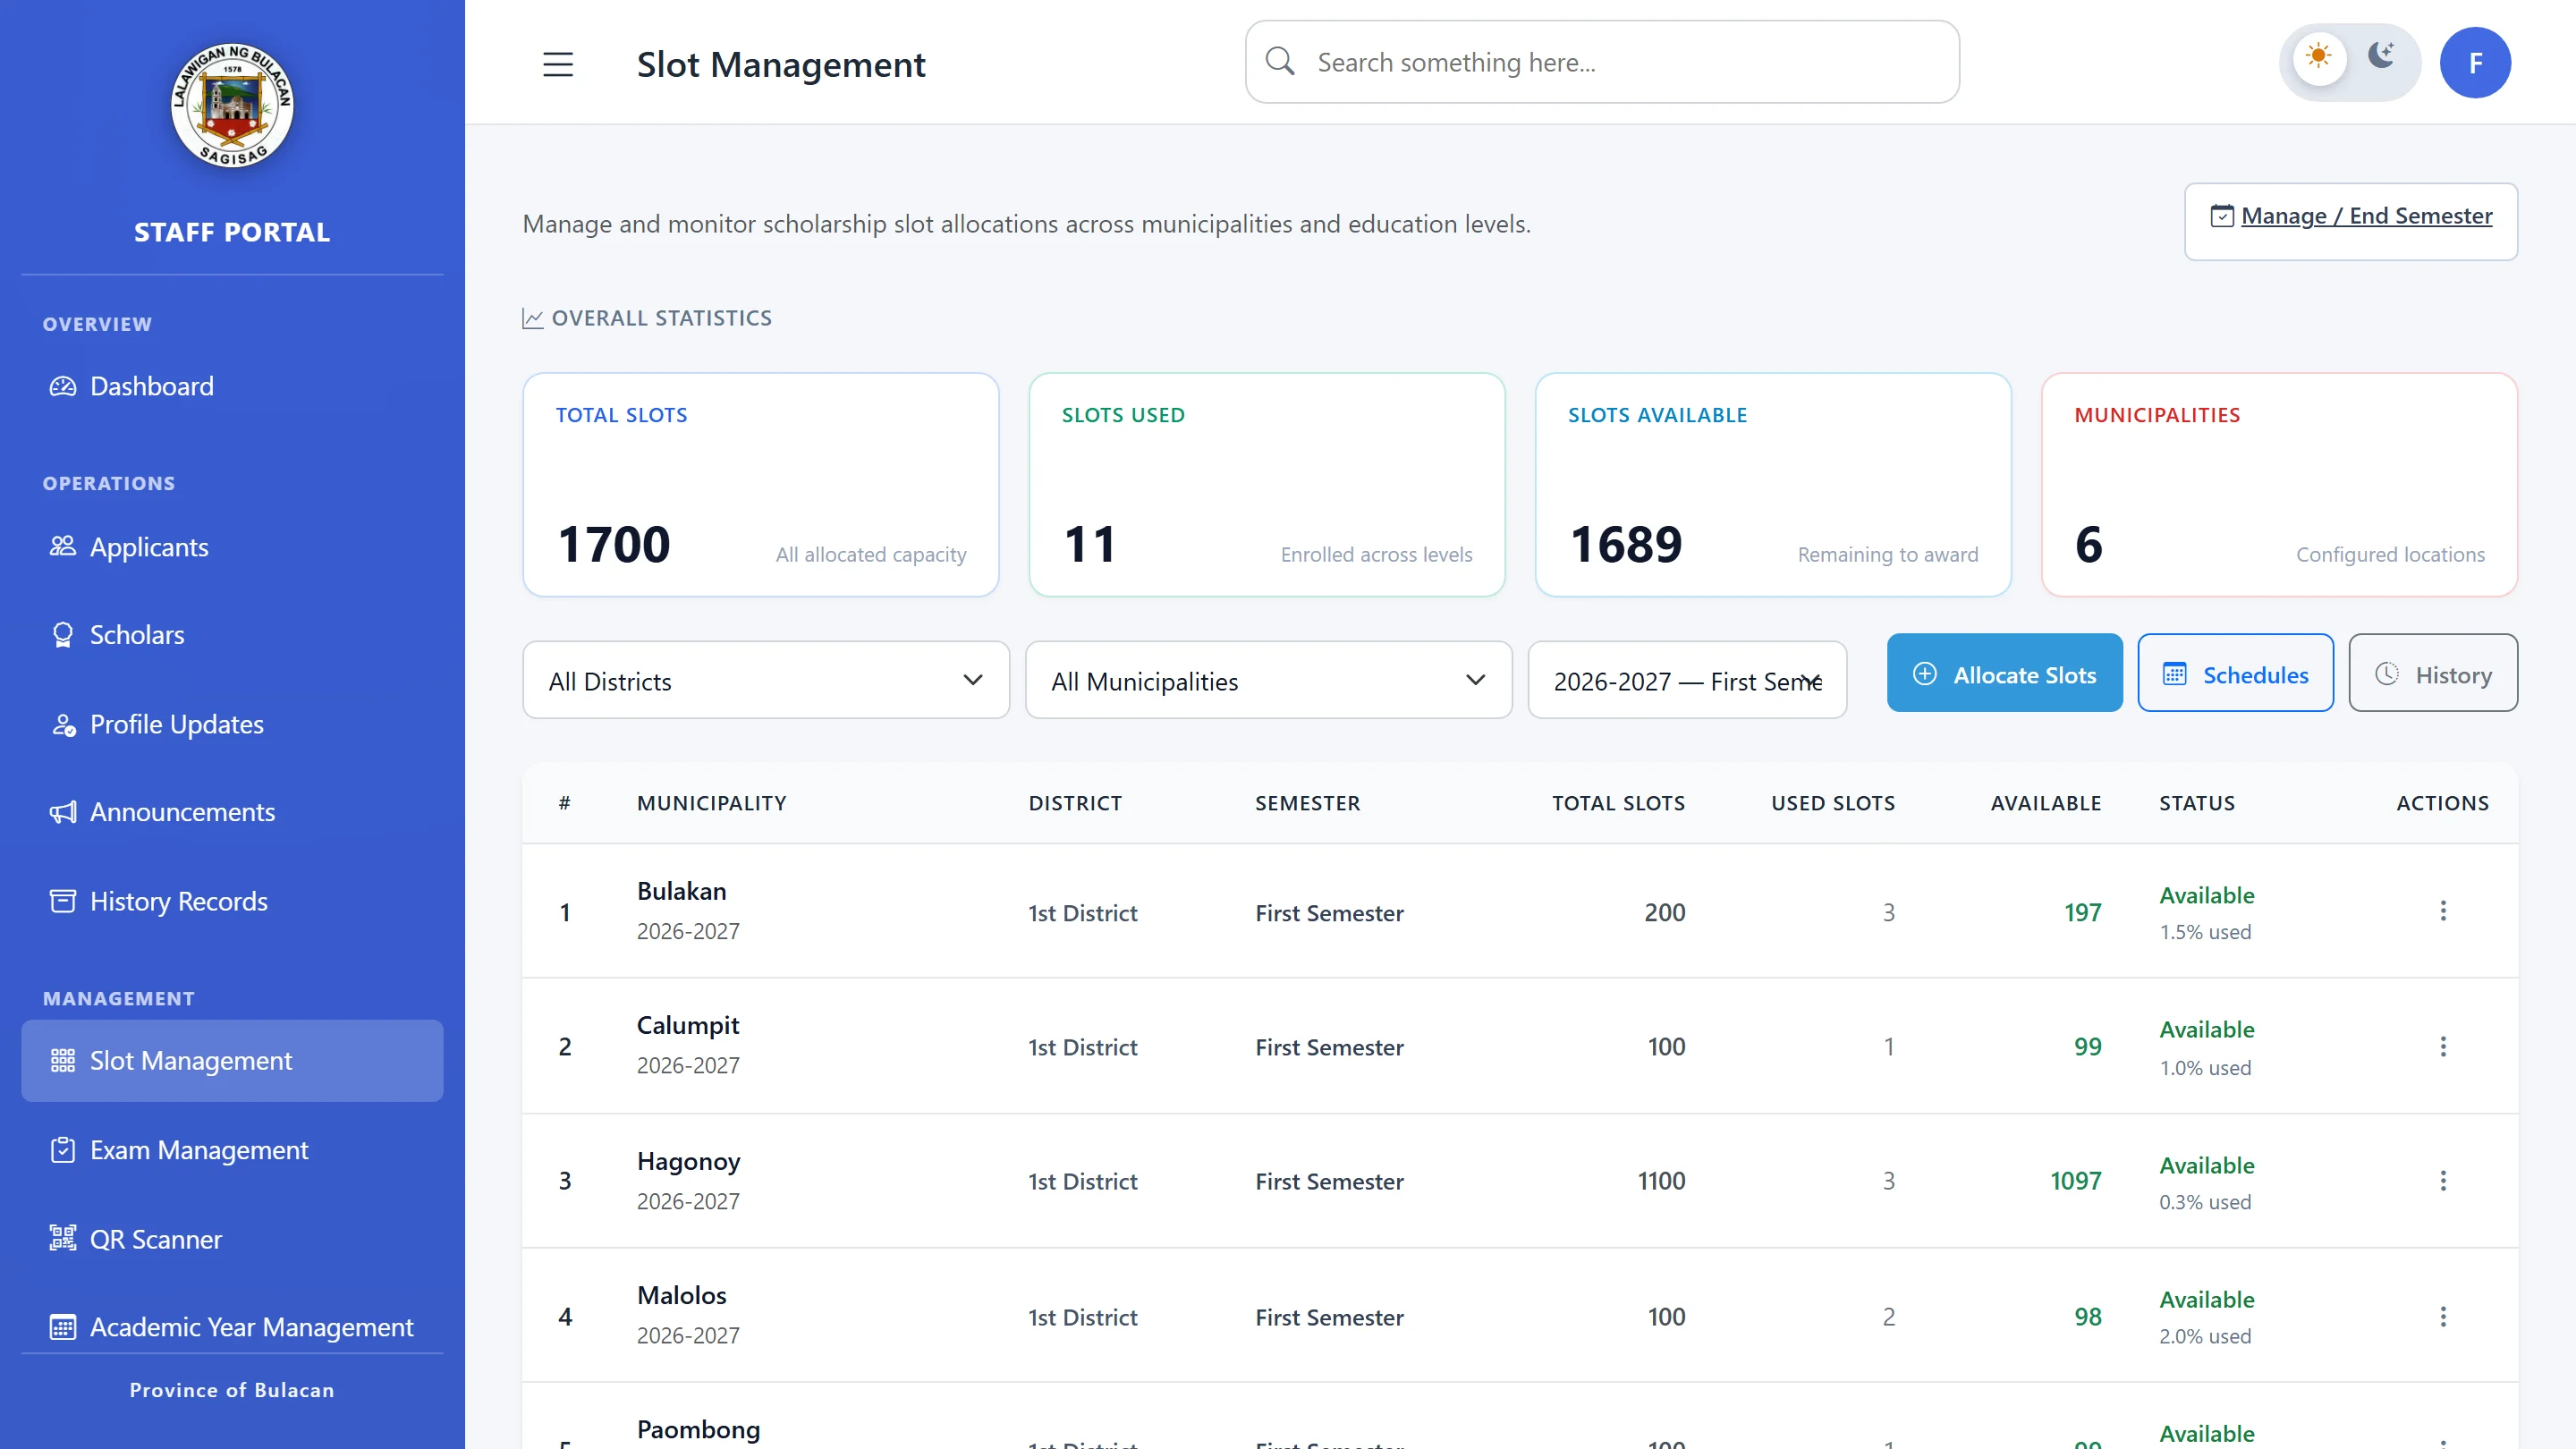 LALAWIGAN NG BULACAN
1578
SAGISAG
STAFF PORTAL
OVERVIEW
Dashboard
OPERATIONS
Applicants
Scholars
Profile Updates
Announcements
History Records
MANAGEMENT
Slot Management
Exam Management
QR Scanner
Academic Year Management
Province of Bulacan
Slot Management
Search something here...
F
Manage and monitor scholarship slot allocations across municipalities and education levels.
Manage / End Semester
OVERALL STATISTICS
TOTAL SLOTS
1700 All allocated capacity
SLOTS USED
11 Enrolled across levels
SLOTS AVAILABLE
1689 Remaining to award
MUNICIPALITIES
6 Configured locations
All Districts
All Municipalities
2026-2027 — First Seme
Allocate Slots
Schedules
History
# MUNICIPALITY DISTRICT SEMESTER TOTAL SLOTS USED SLOTS AVAILABLE STATUS ACTIONS
1 Bulakan 2026-2027 1st District First Semester 200 3 197 Available 1.5% used
2 Calumpit 2026-2027 1st District First Semester 100 1 99 Available 1.0% used
3 Hagonoy 2026-2027 1st District First Semester 1100 3 1097 Available 0.3% used
4 Malolos 2026-2027 1st District First Semester 100 2 98 Available 2.0% used
Paombong Available